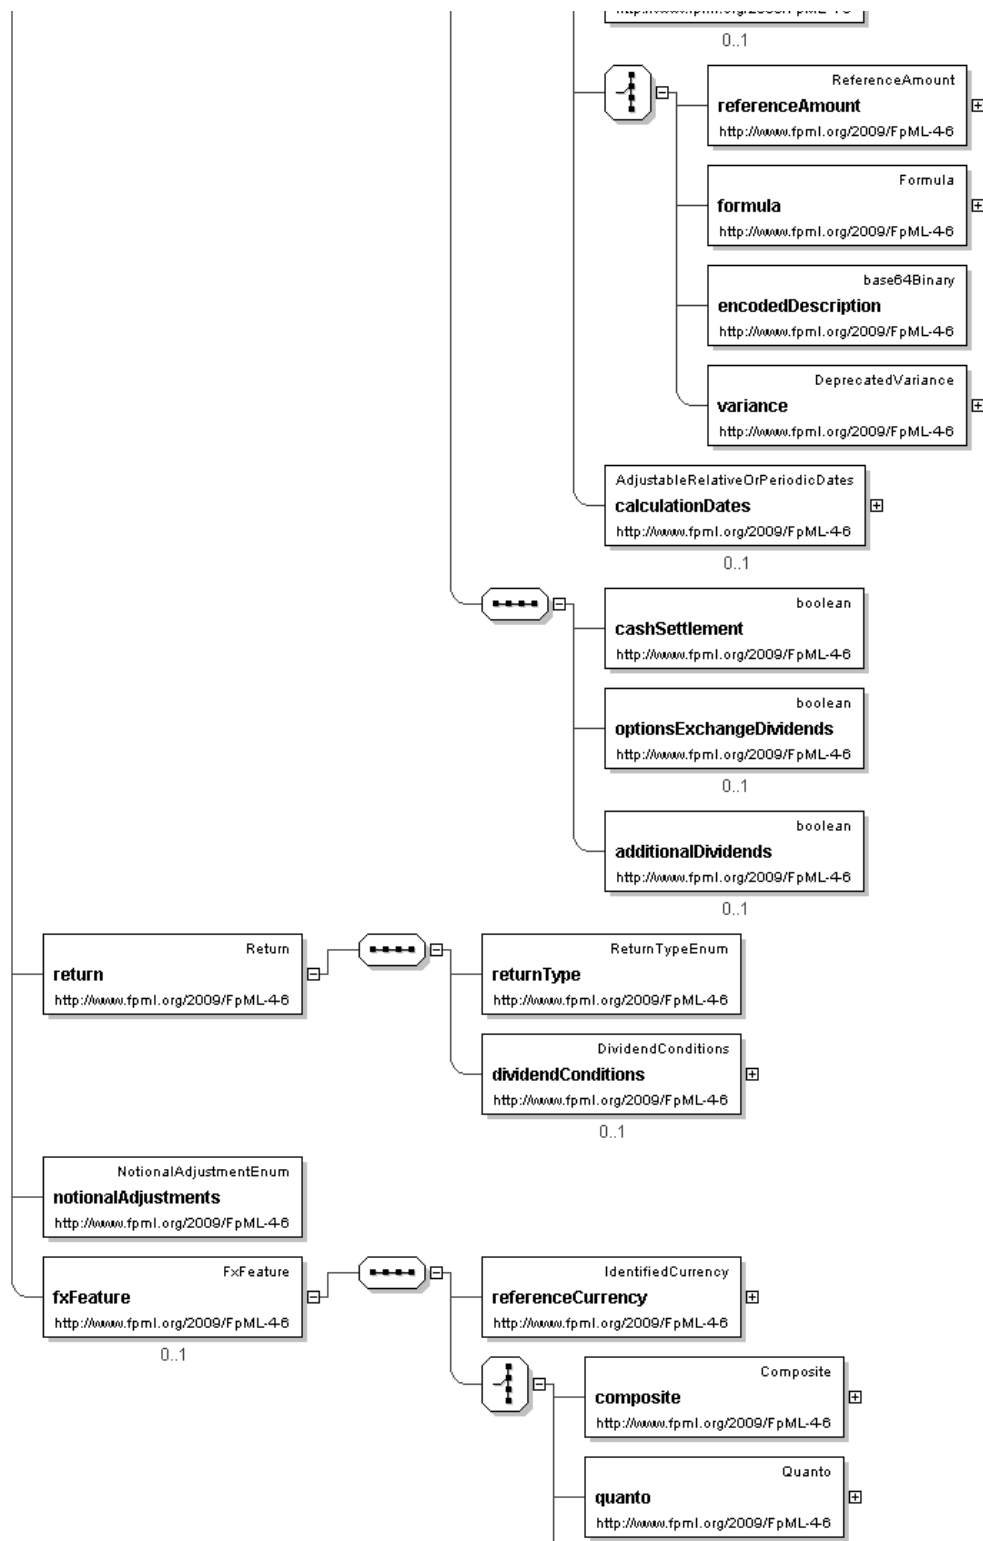 0..1
ReferenceAmount
referenceAmount
http://www.fpml.org/2009/FpML-4-6
Formula
formula
http://www.fpml.org/2009/FpML-4-6
base64Binary
encodedDescription
http://www.fpml.org/2009/FpML-4-6
DeprecatedVariance
variance
http://www.fpml.org/2009/FpML-4-6
AdjustableRelativeOrPeriodicDates
calculationDates
http://www.fpml.org/2009/FpML-4-6
0..1
boolean
cashSettlement
http://www.fpml.org/2009/FpML-4-6
boolean
optionsExchangeDividends
http://www.fpml.org/2009/FpML-4-6
0..1
boolean
additionalDividends
http://www.fpml.org/2009/FpML-4-6
0..1
Return
return
http://www.fpml.org/2009/FpML-4-6
ReturnTypeEnum
returnType
http://www.fpml.org/2009/FpML-4-6
DividendConditions
dividendConditions
http://www.fpml.org/2009/FpML-4-6
0..1
NotionalAdjustmentEnum
notionalAdjustments
http://www.fpml.org/2009/FpML-4-6
FxFeature
fxFeature
http://www.fpml.org/2009/FpML-4-6
0..1
IdentifiedCurrency
referenceCurrency
http://www.fpml.org/2009/FpML-4-6
Composite
composite
http://www.fpml.org/2009/FpML-4-6
Quanto
quanto
http://www.fpml.org/2009/FpML-4-6